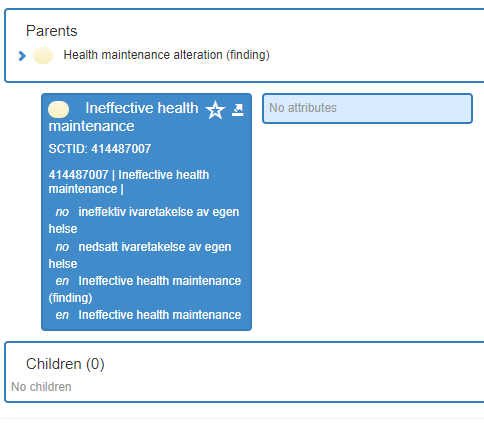 Parents
Health maintenance alteration (finding)
Ineffective health
maintenance
No attributes
SCTID: 414487007
414487007 | Ineffective health
maintenance |
no ineffektiv ivaretakelse av egen
helse
no nedsatt ivaretakelse av egen
helse
en Ineffective health maintenance
(finding)
en Ineffective health maintenance
Children (0)
No children